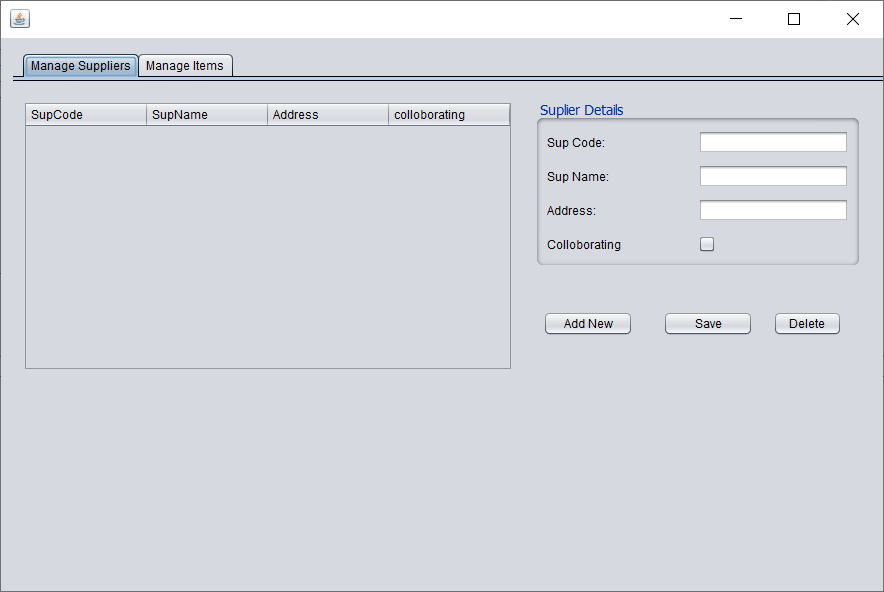 Manage Suppliers Manage Items
SupCode SupName Address colloborating
Suplier Details
Sup Code:
Sup Name:
Address:
Colloborating
Add New Save Delete